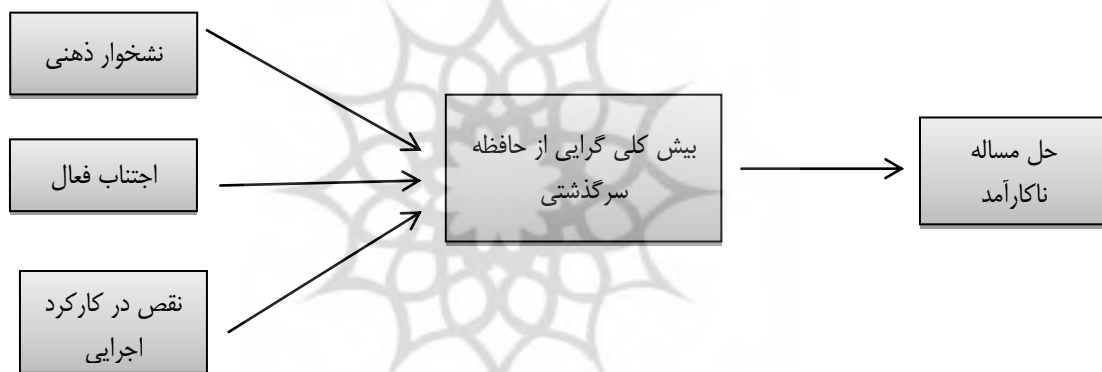 نشخوار ذهنی
اجتناب فعال
نقص در کارکرد
اجرایی
بیش کلی گرایی از حافظه
سرگذشتی
حل مساله
ناکارآمد